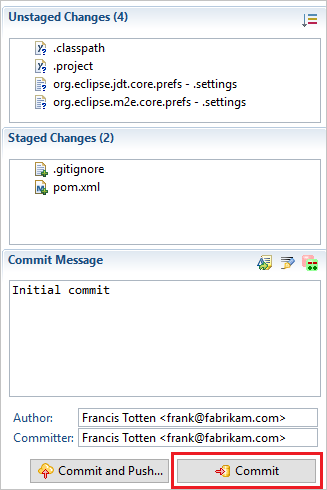 Unstaged Changes (4)
.classpath
.project
org.eclipse.jdt.core.prefs - .settings
org.eclipse.m2e.core.prefs - .settings
Staged Changes (2)
.gitignore
pom.xml
Commit Message
Initial commit
Author: Francis Totten <frank@fabrikam.com>
Committer: Francis Totten <frank@fabrikam.com>
Commit and Push... Commit